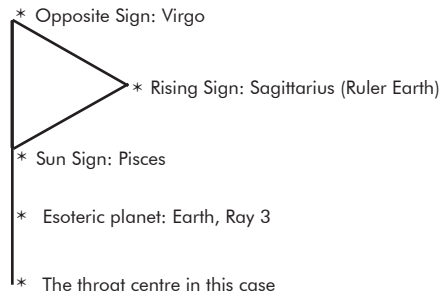 * Opposite Sign: Virgo
* Rising Sign: Sagittarius (Ruler Earth)
* Sun Sign: Pisces
* Esoteric planet: Earth, Ray 3
* The throat centre in this case